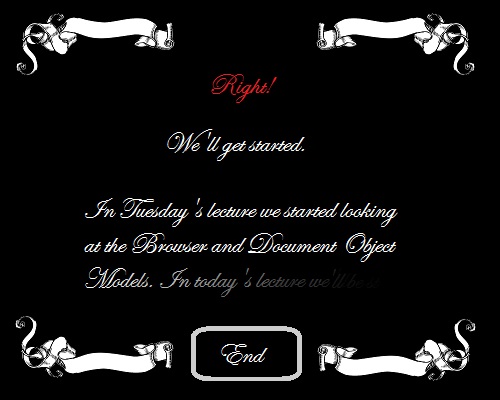 Right!
We'll get started.
In Tuesday's lecture we started looking
at the Browser and Document Object
Models. In today's lecture we'll be
End